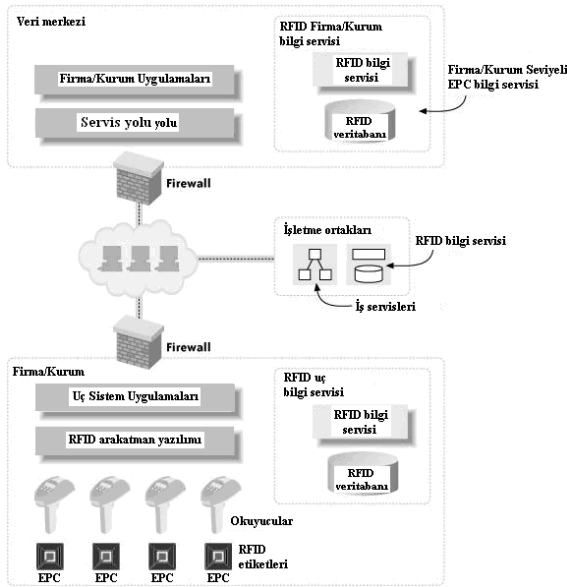 Veri merkezi
RFID Firma/Kurum
bilgi servisi
RFID bilgi
servisi
Firma/Kurum Uygulamaları
Firma/Kurum Seviyeli
EPC bilgi servisi
Servis yolu yolu
RFID
veritabanı
Firewall
İşletme ortakları
RFID bilgi servisi
İş servisleri
Firewall
Firma/Kurum
RFID uç
bilgi servisi
Uç Sistem Uygulamaları
RFID bilgi
servisi
RFID arakatman yazılımı
RFID
veritabanı
Okuyucular
RFID
etiketleri
EPC
EPC
EPC
EPC